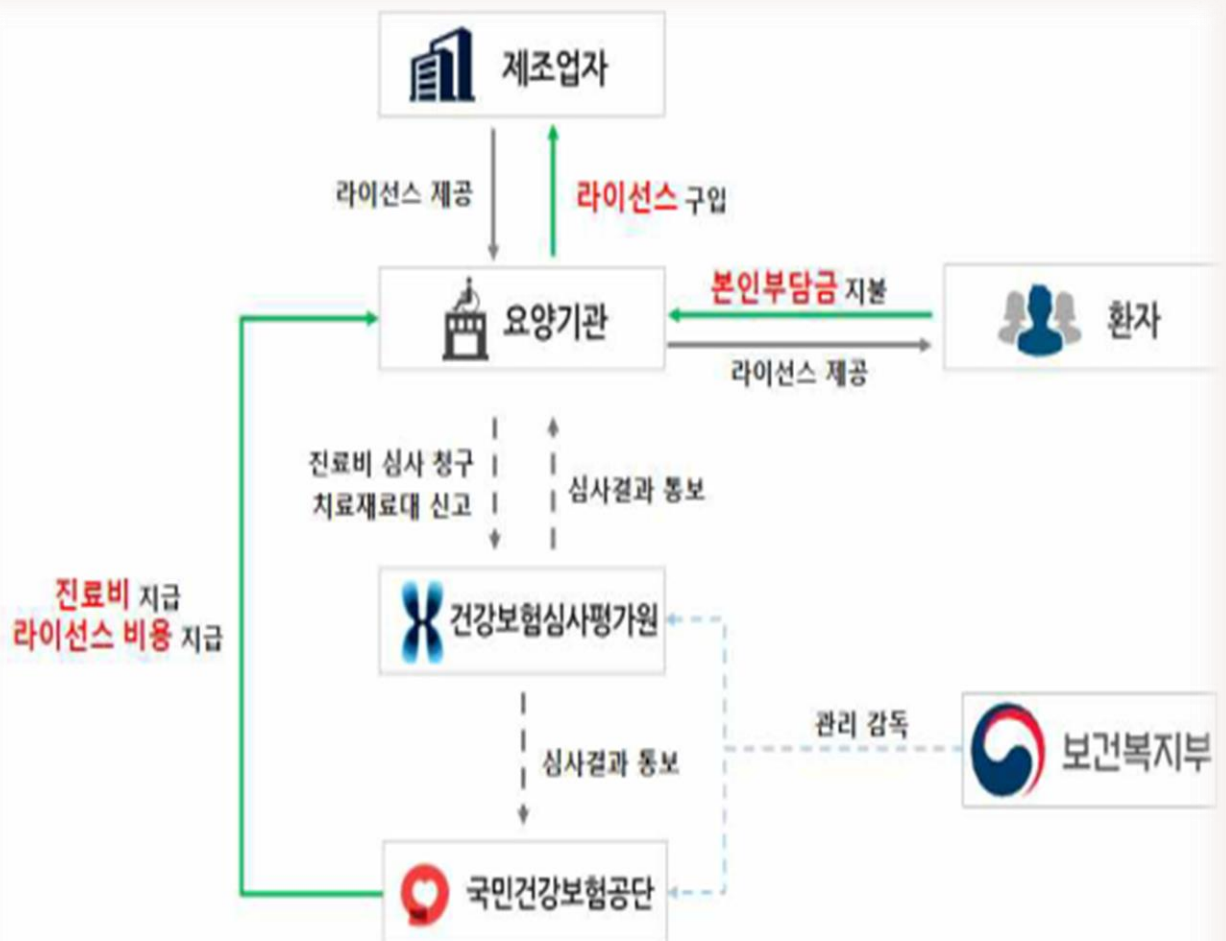 제조업자
라이선스 제공
라이선스 구입
요양기관
본인부담금 지불
환자
라이선스 제공
진료비 심사 청구
치료재료대 신고
심사결과 통보
진료비 지급
라이선스 비용 지급
건강보험심사평가원
관리 감독
보건복지부
심사결과 통보
국민건강보험공단